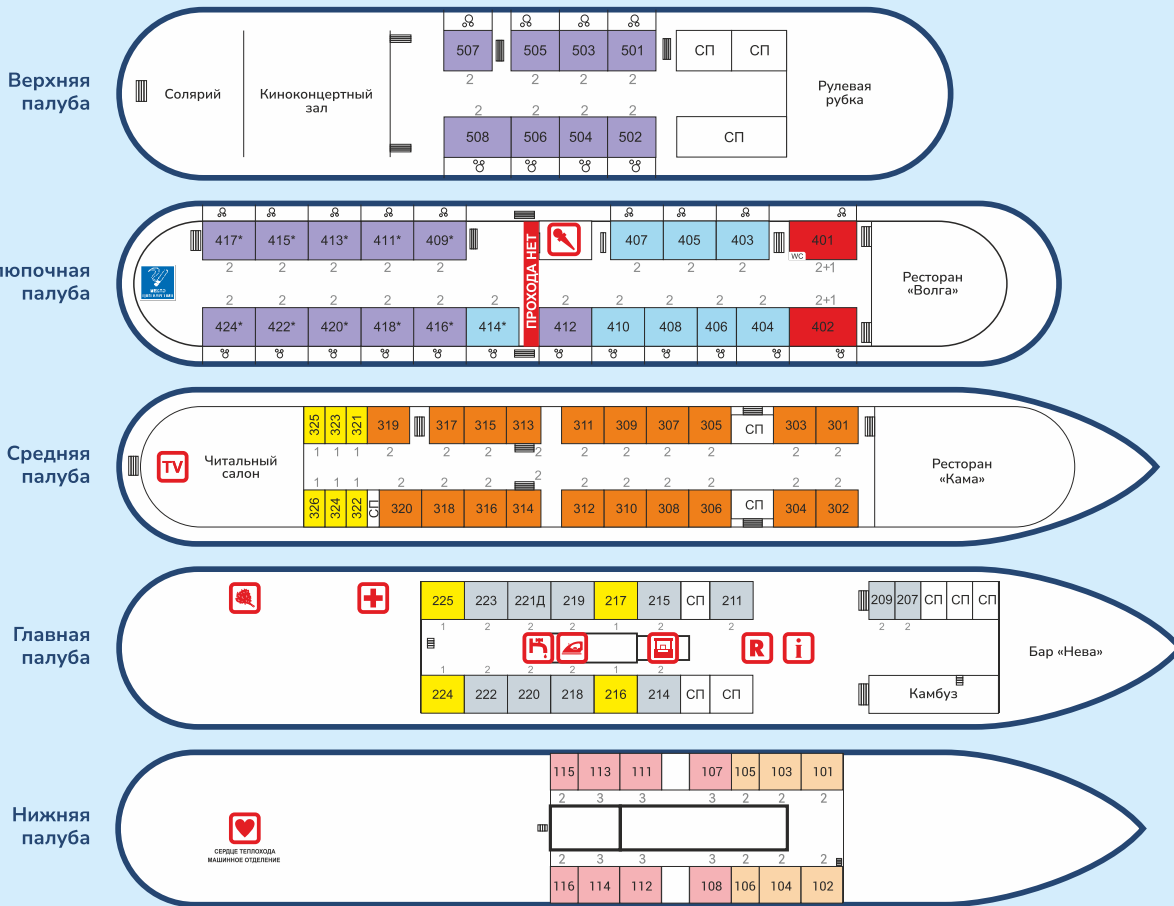 Верхняя
палуба
507 505 503 501 СП СП
2 2 2 2
Солярий
Киноконцертный
зал
Рулевая
рубка
2 2 2 2
508 506 504 502 СП
палуба
417* 415* 413* 411* 409* 407 405 403 401
WC
2 2 2 2 2 2 2 2 2+1
ПРОХОДА НЕТ
Ресторан
«Волга»
2 2 2 2 2 2 2 2 2 2 2 2+1
424* 422* 420* 418* 416* 414* 412 410 408 406 404 402
Средняя
палуба
325 323 321 319 317 315 313 311 309 307 305 СП 303 301
1 1 1 2 2 2 2 2 2 2 2 2 2
TV
Читальный
салон
Ресторан
«Кама»
1 1 1 2 2 2 2 2 2 2 2 2 2
326 324 322 СП 320 318 316 314 312 310 308 306 СП 304 302
Главная
палуба
225 223 221Д 219 217 215 СП 211 209 207 СП СП СП
1 2 2 2 1 2 2 2 2
R i
Бар «Нева»
1 2 2 2 1 2
224 222 220 218 216 214 СП СП Камбуз
Нижняя
палуба
115 113 111 107 105 103 101
2 3 3 3 2 2 2
СЕРДЦЕ ТЕПЛОХОДА
МАШИННОЕ ОТДЕЛЕНИЕ
2 3 3 3 2 2 2
116 114 112 108 106 104 102